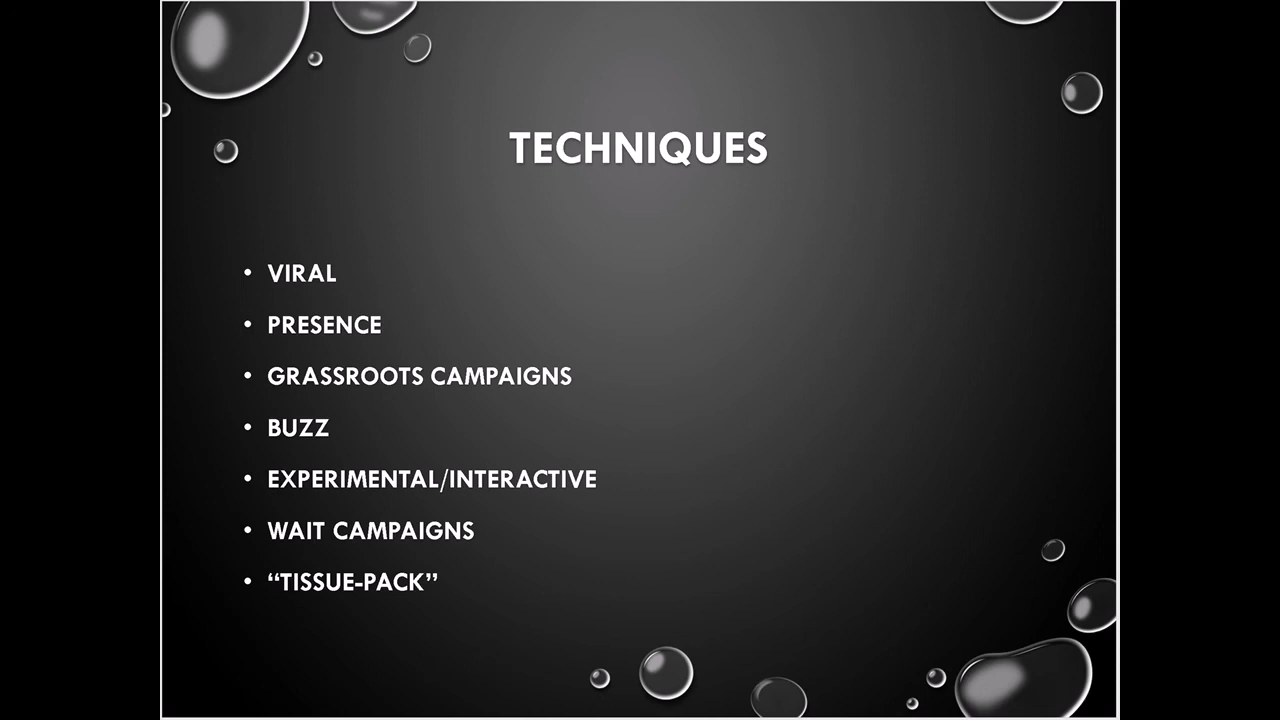 TECHNIQUES
• VIRAL
• PRESENCE
• GRASSROOTS CAMPAIGNS
• BUZZ
• EXPERIMENTAL/INTERACTIVE
• WAIT CAMPAIGNS
• “TISSUE-PACK”